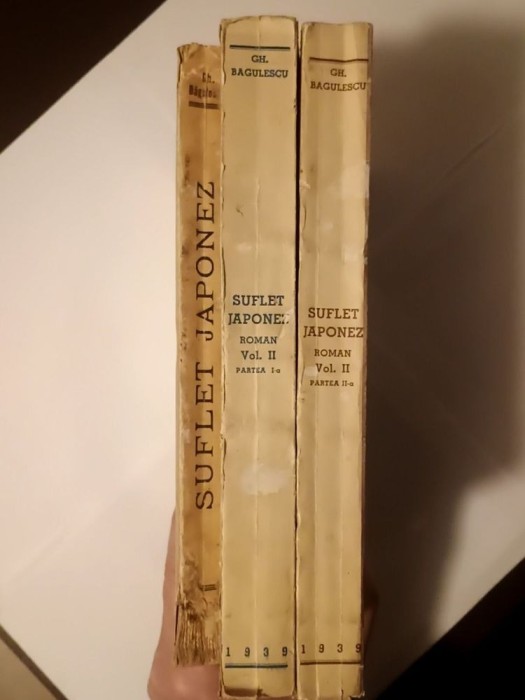 Gh.
SUFLET JAPONEZ
GH.
BAGULESCU
SUFLET
JAPONEZ
ROMAN
Vol. II
PARTEA I-a
1939
GH.
BAGULESCU
SUFLET
JAPONEZ
ROMAN
Vol. II
PARTEA II-a
1939